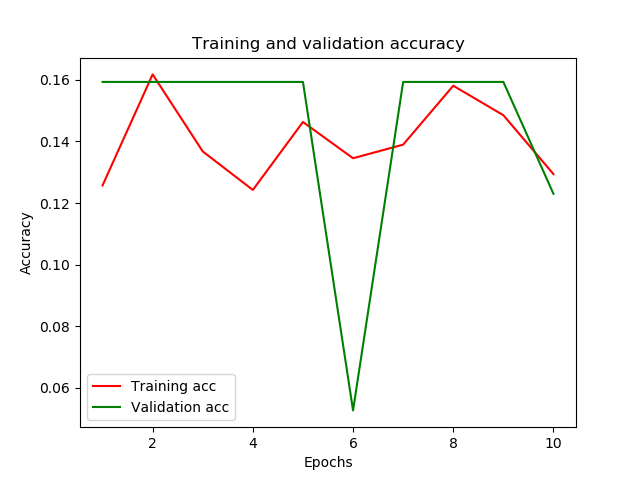 Training and validation accuracy
Accuracy
0.16
0.14
0.12
0.10
0.08
0.06
Training acc
Validation acc
2
4
6
8
10
Epochs